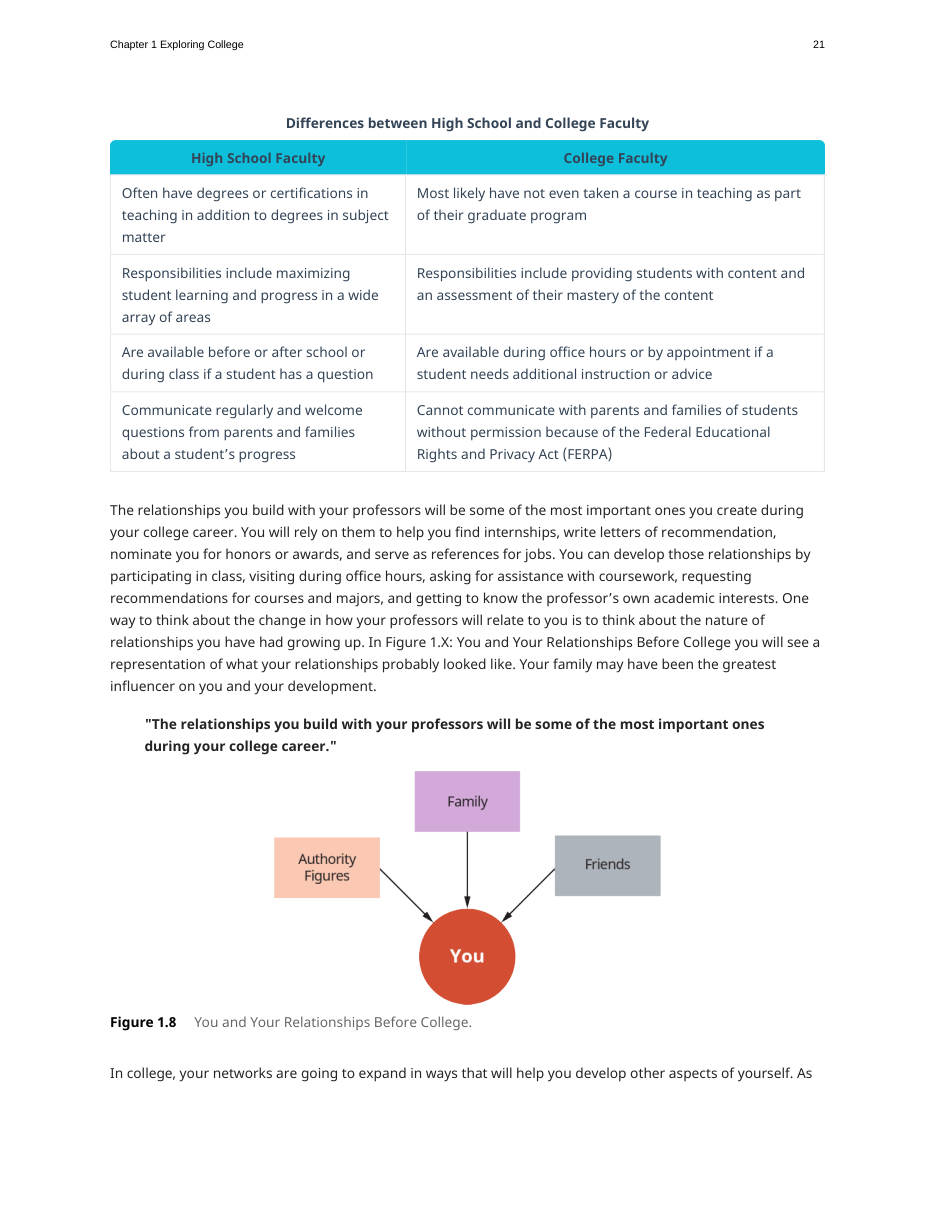 Chapter 1 Exploring College 21
Differences between High School and College Faculty
High School Faculty College Faculty
Often have degrees or certifications in
teaching in addition to degrees in subject
matter
Most likely have not even taken a course in teaching as part
of their graduate program
Responsibilities include maximizing
student learning and progress in a wide
array of areas
Responsibilities include providing students with content and
an assessment of their mastery of the content
Are available before or after school or
during class if a student has a question
Are available during office hours or by appointment if a
student needs additional instruction or advice
Communicate regularly and welcome
questions from parents and families
about a student’s progress
Cannot communicate with parents and families of students
without permission because of the Federal Educational
Rights and Privacy Act (FERPA)
The relationships you build with your professors will be some of the most important ones you create during
your college career. You will rely on them to help you find internships, write letters of recommendation,
nominate you for honors or awards, and serve as references for jobs. You can develop those relationships by
participating in class, visiting during office hours, asking for assistance with coursework, requesting
recommendations for courses and majors, and getting to know the professor’s own academic interests. One
way to think about the change in how your professors will relate to you is to think about the nature of
relationships you have had growing up. In Figure 1.X: You and Your Relationships Before College you will see a
representation of what your relationships probably looked like. Your family may have been the greatest
influencer on you and your development.
"The relationships you build with your professors will be some of the most important ones
during your college career."
Family
Authority
Figures
Friends
You
Figure 1.8 You and Your Relationships Before College.
In college, your networks are going to expand in ways that will help you develop other aspects of yourself. As